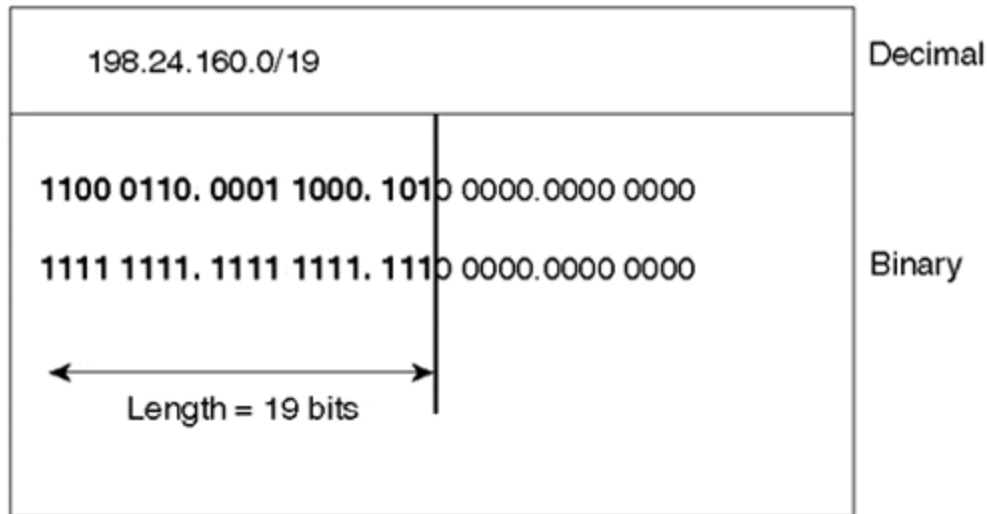 198.24.160.0/19
Decimal
1100 0110. 0001 1000. 1010 0000.0000 0000
1111 1111. 1111 1111. 1110 0000.0000 0000
Binary
Length = 19 bits